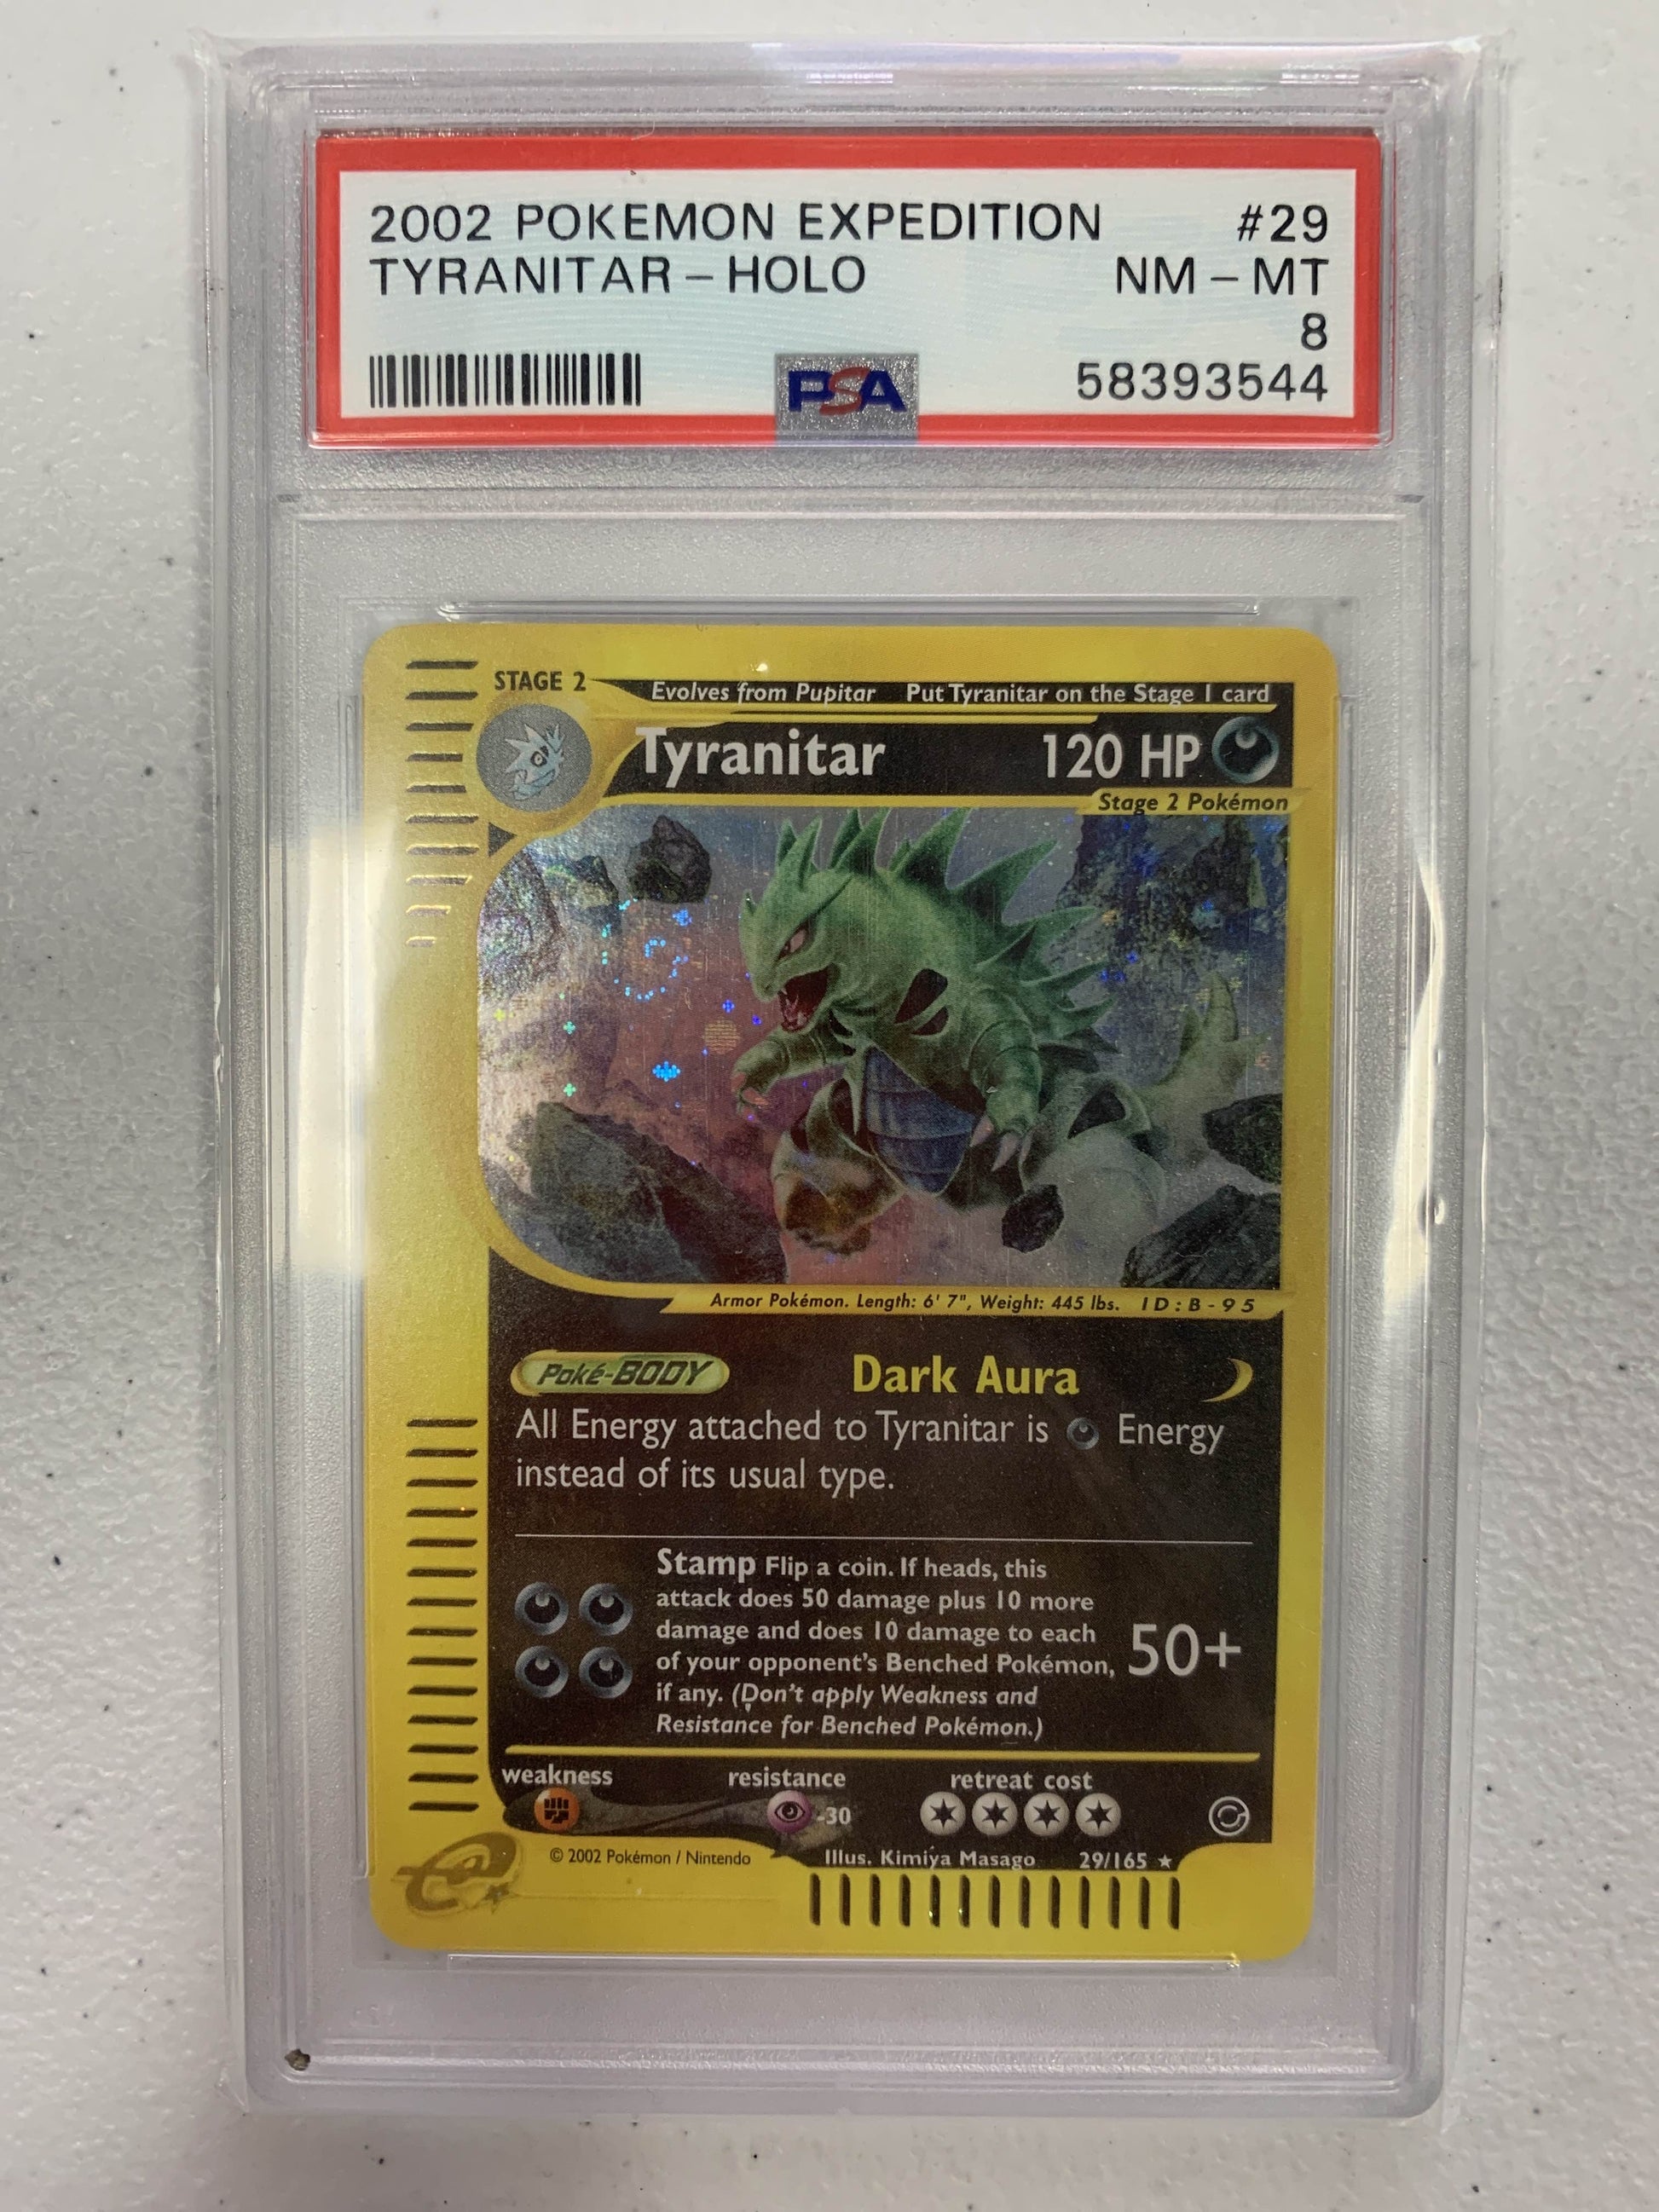 2002 POKEMON EXPEDITION #29
TYRANITAR - HOLO NM - MT
8
PSA 58393544
STAGE 2 Evolves from Pupitar Put Tyranitar on the Stage 1 card
Tyranitar 120 HP
Stage 2 Pokémon
Armor Pokémon. Length: 6' 7", Weight: 445 lbs. ID:B-95
Poké-BODY Dark Aura
All Energy attached to Tyranitar is Energy
instead of its usual type.
Stamp Flip a coin. If heads, this
attack does 50 damage plus 10 more
damage and does 10 damage to each
of your opponent's Benched Pokémon, 50+
if any. (Don't apply Weakness and
Resistance for Benched Pokémon.)
weakness resistance retreat cost
-30
© 2002 Pokémon / Nintendo Illus. Kimiya Masago 29/165 ★